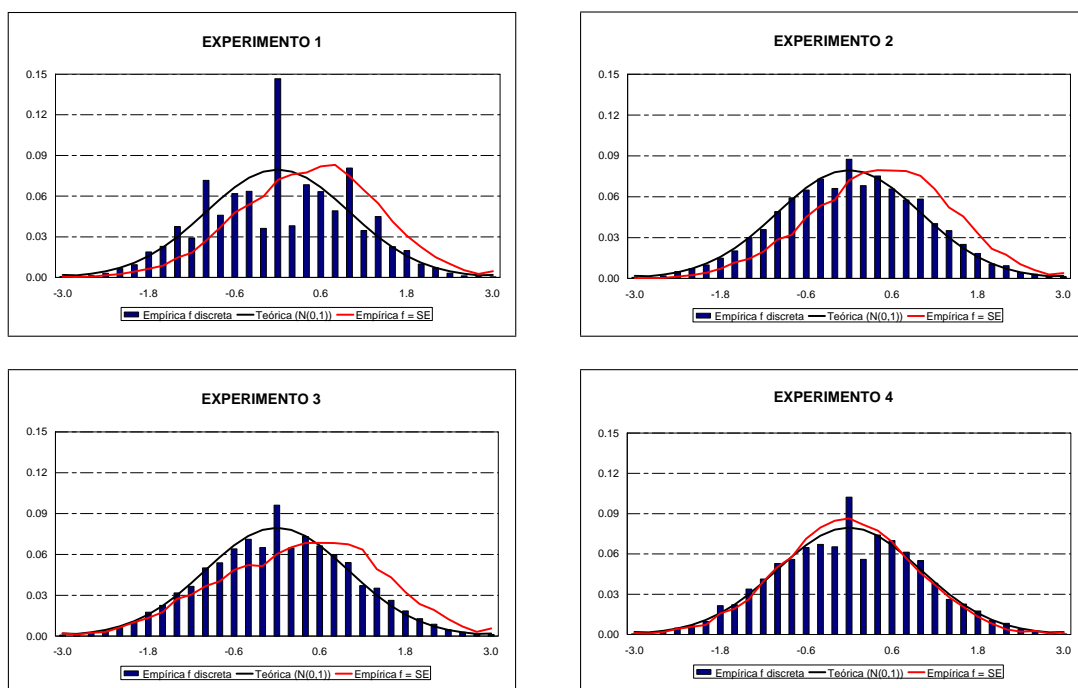 EXPERIMENTO 1
0.15
0.12
0.09
0.06
0.03
0.00
-3.0 -1.8 -0.6 0.6 1.8 3.0
Empírica f discreta Teórica (N(0,1)) Empírica f = SE
EXPERIMENTO 2
0.15
0.12
0.09
0.06
0.03
0.00
-3.0 -1.8 -0.6 0.6 1.8 3.0
Empírica f discreta Teórica (N(0,1)) Empírica f = SE
EXPERIMENTO 3
0.15
0.12
0.09
0.06
0.03
0.00
-3.0 -1.8 -0.6 0.6 1.8 3.0
Empírica f discreta Teórica (N(0,1)) Empírica f = SE
EXPERIMENTO 4
0.15
0.12
0.09
0.06
0.03
0.00
-3.0 -1.8 -0.6 0.6 1.8 3.0
Empírica f discreta Teórica (N(0,1)) Empírica f = SE